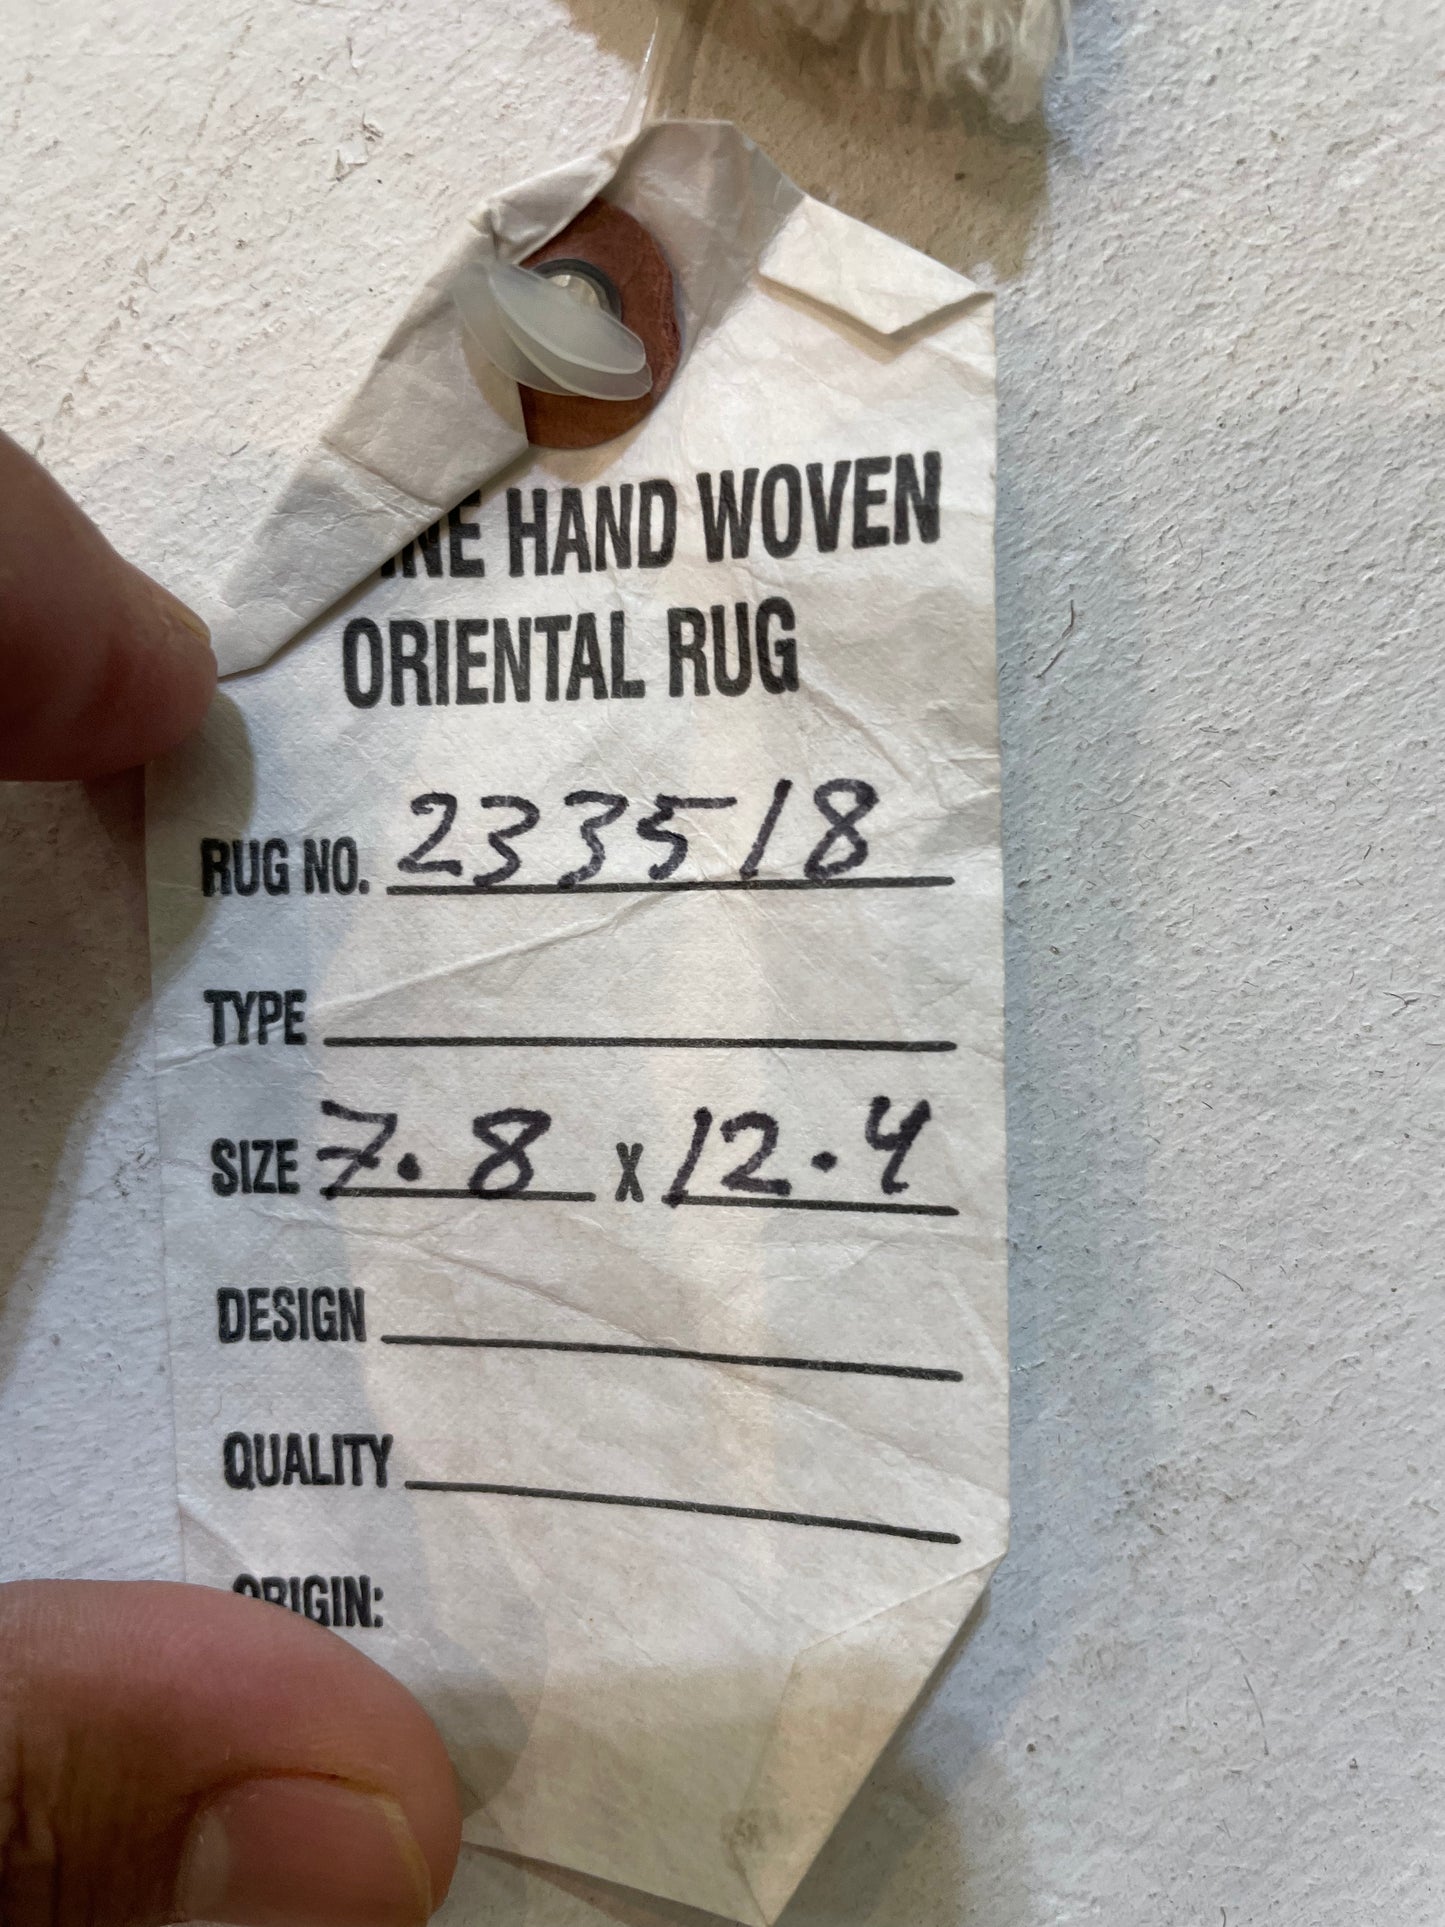 HAND WOVEN
ORIENTAL RUG
RUG NO. 233518
TYPE
SIZE 7.8 X 12.4
DESIGN
QUALITY
ORIGIN: